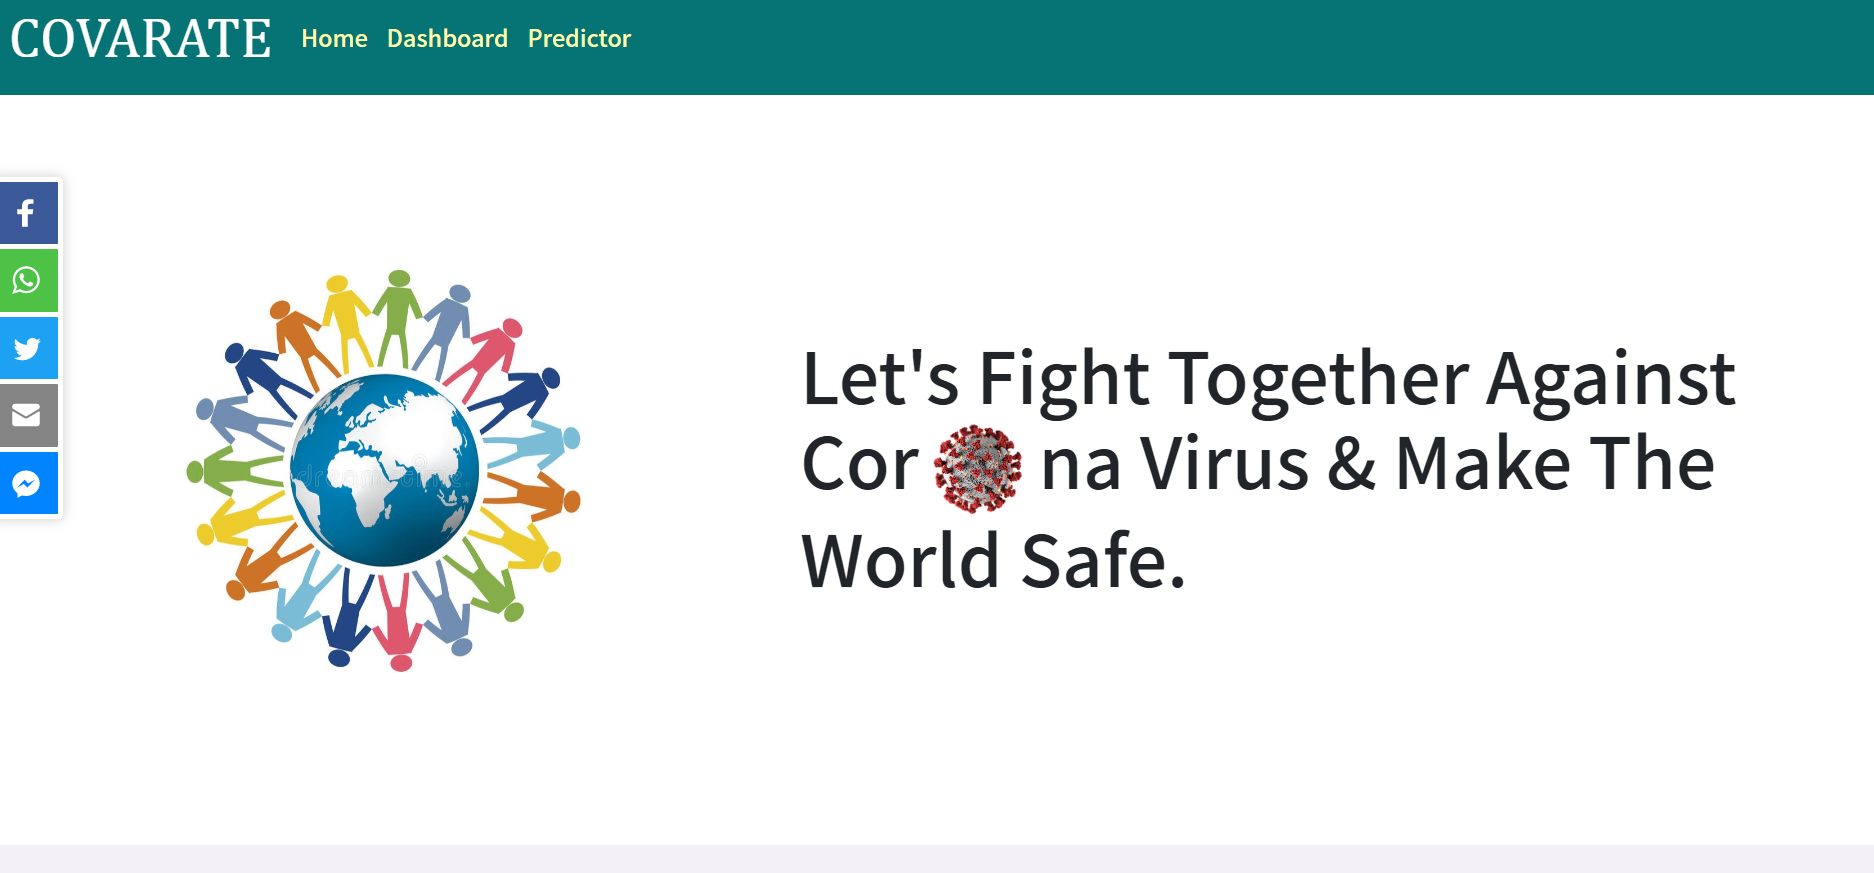 COVARATE Home Dashboard Predictor
Let's Fight Together Against
Cor na Virus & Make The
World Safe.